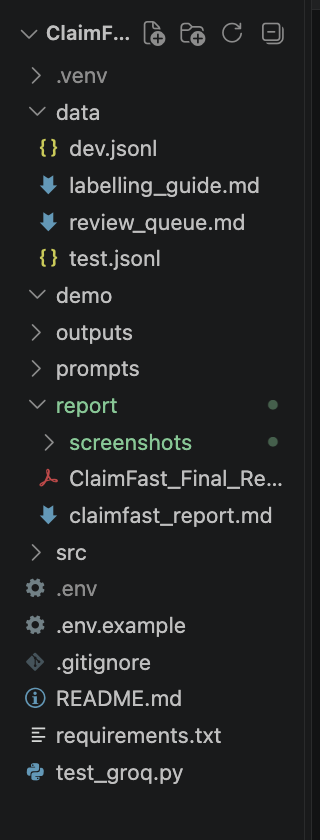 ClaimF...
.venv
data
{} dev.jsonl
labelling_guide.md
review_queue.md
{} test.jsonl
demo
outputs
prompts
report
screenshots
ClaimFast_Final_Re...
claimfast_report.md
src
.env
.env.example
.gitignore
README.md
requirements.txt
test_groq.py